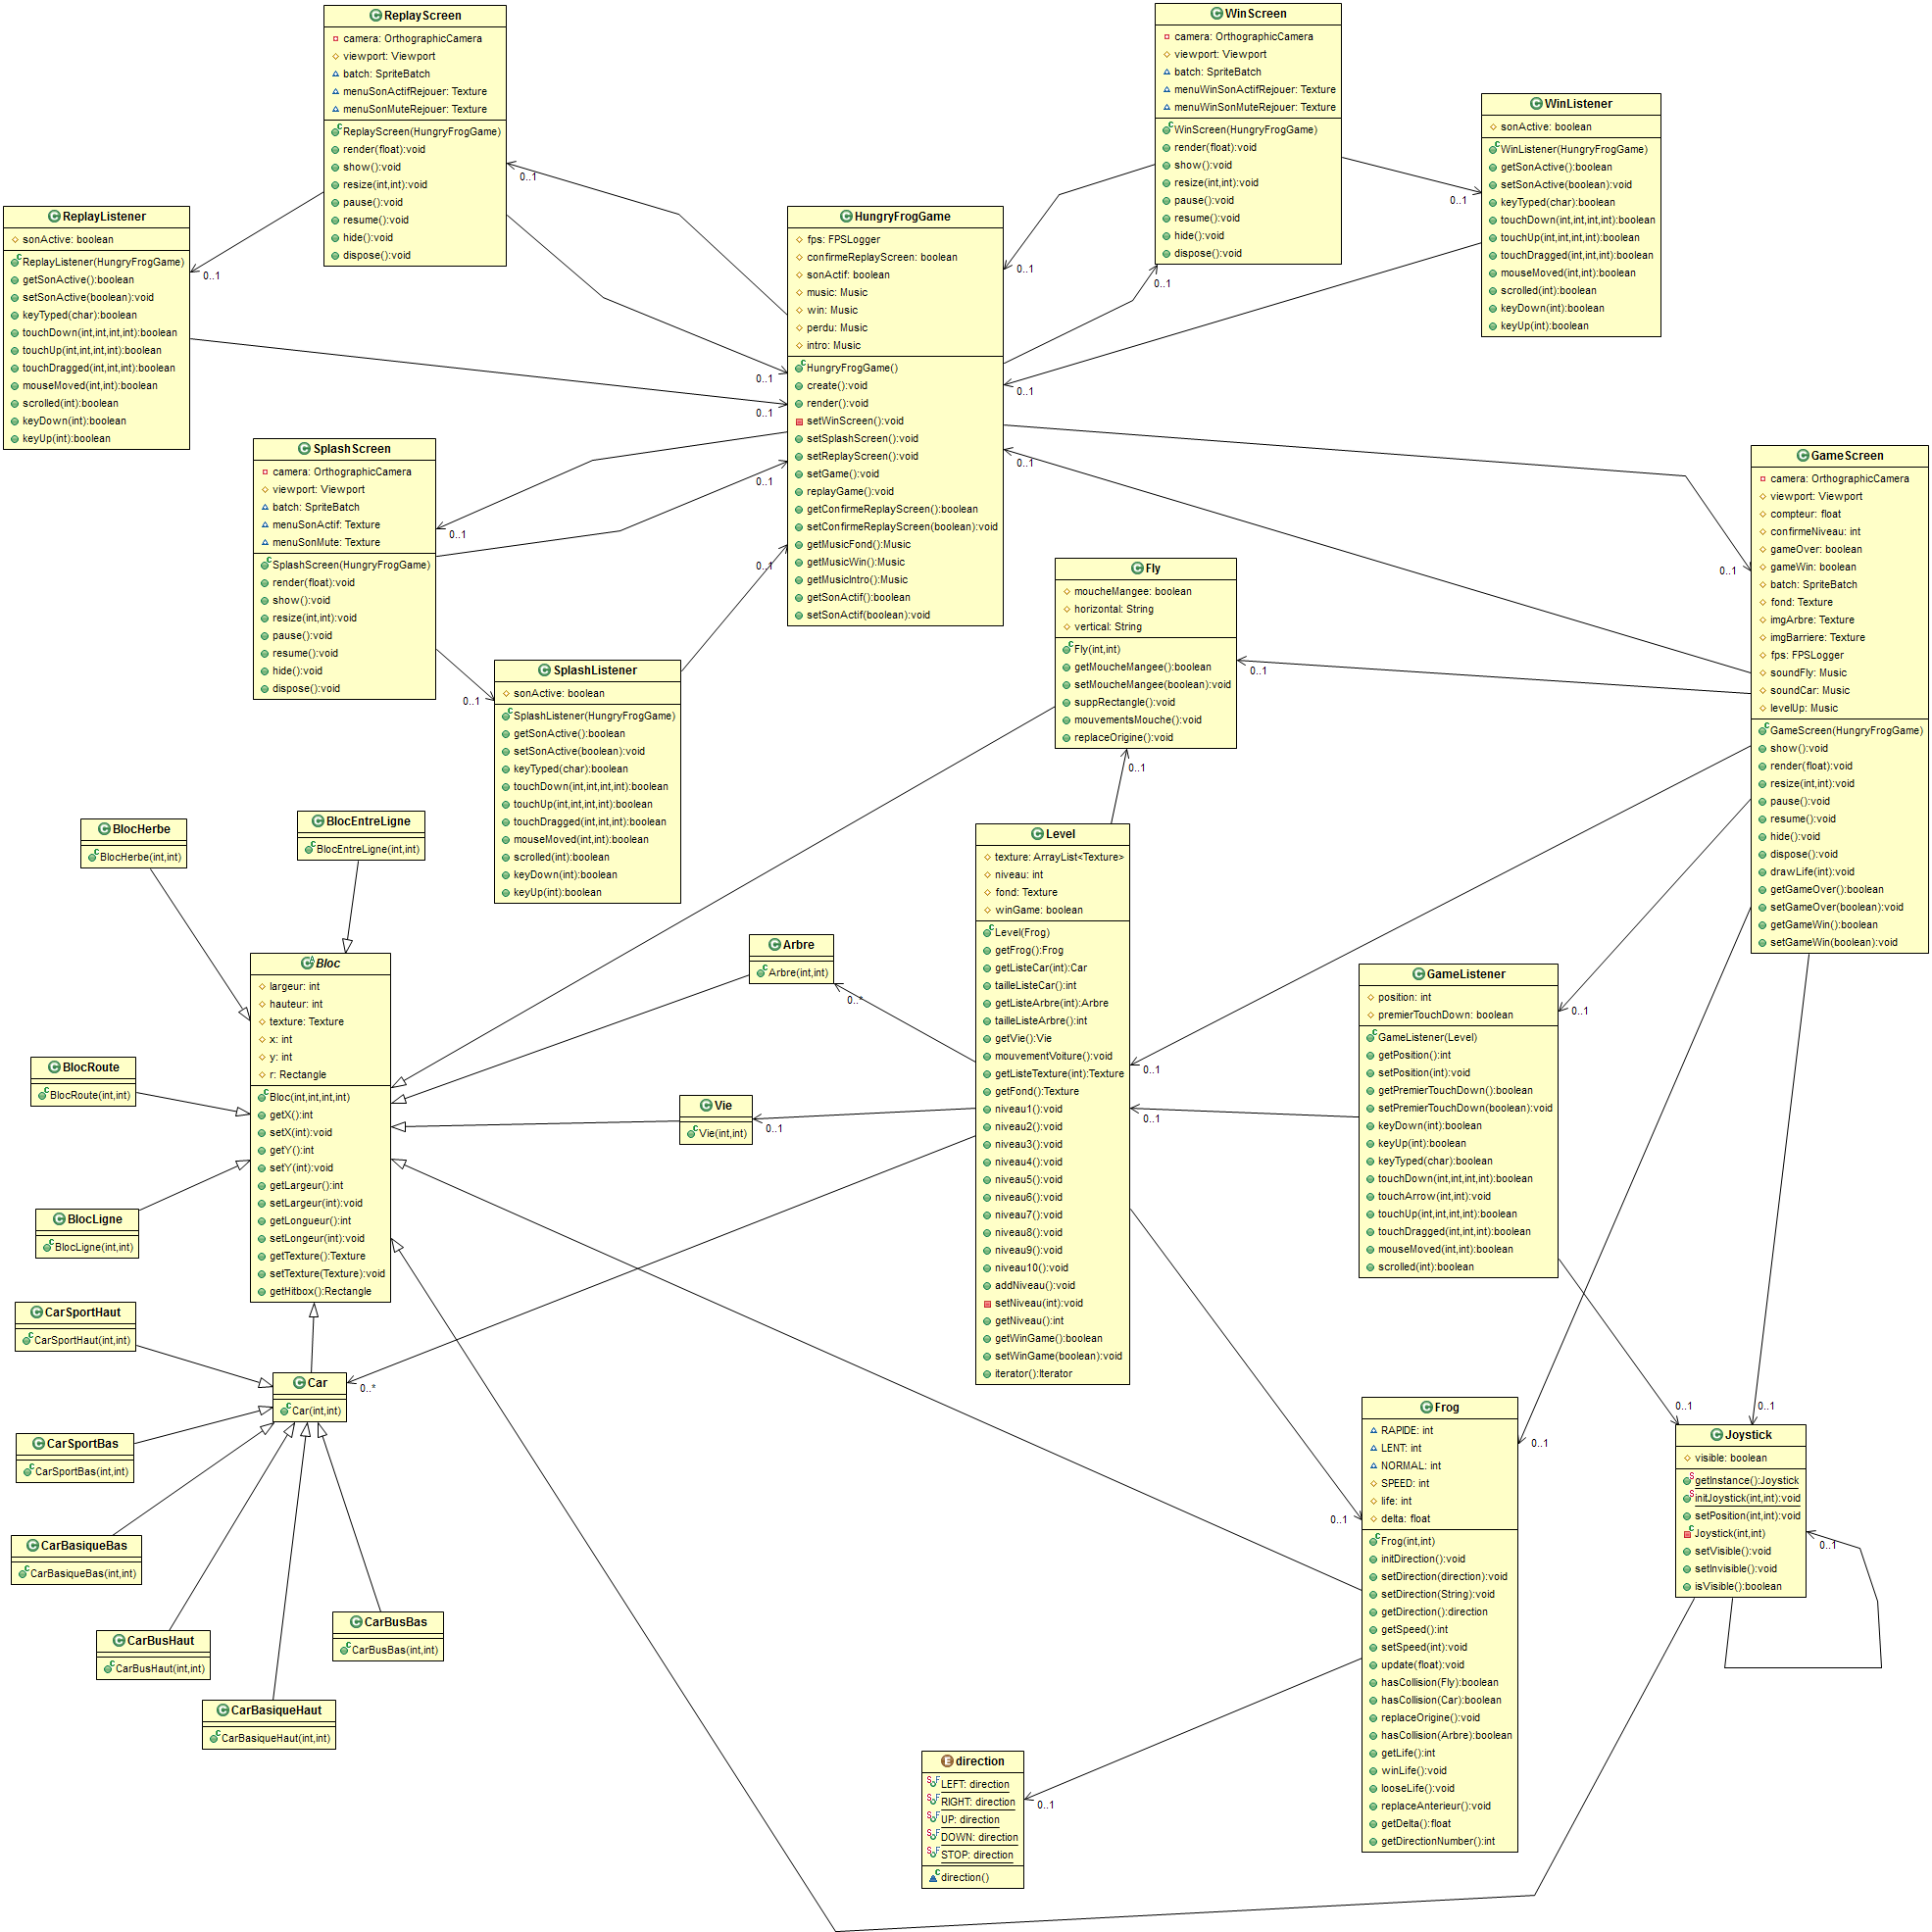 ReplayScreen
camera: OrthographicCamera
viewport: Viewport
batch: SpriteBatch
menuSonActifRejouer: Texture
menuSonMuteRejouer: Texture
ReplayScreen(HungryFrogGame)
render(float):void
show():void
resize(int,int):void
pause():void
resume():void
hide():void
dispose():void
0..1
WinScreen
camera: OrthographicCamera
viewport: Viewport
batch: SpriteBatch
menuWinSonActifRejouer: Texture
menuWinSonMuteRejouer: Texture
WinScreen(HungryFrogGame)
render(float):void
show():void
resize(int,int):void
pause():void
resume():void
hide():void
dispose():void
0..1
WinListener
sonActive: boolean
WinListener(HungryFrogGame)
getSonActive():boolean
setSonActive(boolean):void
keyTyped(char):boolean
touchDown(int,int,int,int):boolean
touchUp(int,int,int,int):boolean
touchDragged(int,int,int):boolean
mouseMoved(int,int):boolean
scrolled(int):boolean
keyDown(int):boolean
keyUp(int):boolean
0..1
ReplayListener
sonActive: boolean
ReplayListener(HungryFrogGame)
getSonActive():boolean
setSonActive(boolean):void
keyTyped(char):boolean
touchDown(int,int,int,int):boolean
touchUp(int,int,int,int):boolean
touchDragged(int,int,int):boolean
mouseMoved(int,int):boolean
scrolled(int):boolean
keyDown(int):boolean
keyUp(int):boolean
0..1
HungryFrogGame
fps: FPSLogger
confirmeReplayScreen: boolean
sonActif: boolean
music: Music
win: Music
perdu: Music
intro: Music
HungryFrogGame()
create():void
render():void
setWinScreen():void
setSplashScreen():void
setReplayScreen():void
setGame():void
replayGame():void
getConfirmeReplayScreen():boolean
setConfirmeReplayScreen(boolean):void
getMusicFond():Music
getMusicWin():Music
getMusicIntro():Music
getSonActif():boolean
setSonActif(boolean):void
0..1
0..1
0..1
0..1
0..1
0..1
0..1
SplashScreen
camera: OrthographicCamera
viewport: Viewport
batch: SpriteBatch
menuSonActif: Texture
menuSonMute: Texture
SplashScreen(HungryFrogGame)
render(float):void
show():void
resize(int,int):void
pause():void
resume():void
hide():void
dispose():void
0..1
SplashListener
sonActive: boolean
SplashListener(HungryFrogGame)
getSonActive():boolean
setSonActive(boolean):void
keyTyped(char):boolean
touchDown(int,int,int,int):boolean
touchUp(int,int,int,int):boolean
touchDragged(int,int,int):boolean
mouseMoved(int,int):boolean
scrolled(int):boolean
keyDown(int):boolean
keyUp(int):boolean
0..1
GameScreen
camera: OrthographicCamera
viewport: Viewport
compteur: float
confirmeNiveau: int
gameOver: boolean
gameWin: boolean
batch: SpriteBatch
fond: Texture
imgArbre: Texture
imgBarriere: Texture
fps: FPSLogger
soundFly: Music
soundCar: Music
levelUp: Music
GameScreen(HungryFrogGame)
show():void
render(float):void
resize(int,int):void
pause():void
resume():void
hide():void
dispose():void
drawLife(int):void
getGameOver():boolean
setGameOver(boolean):void
getGameWin():boolean
setGameWin(boolean):void
0..1
Fly
moucheMangee: boolean
horizontal: String
vertical: String
Fly(int,int)
getMoucheMangee():boolean
setMoucheMangee(boolean):void
suppRectangle():void
mouvementsMouche():void
replaceOrigine():void
0..1
0..1
BlocHerbe
BlocHerbe(int,int)
BlocEntreLigne
BlocEntreLigne(int,int)
Level
texture: ArrayList<Texture>
niveau: int
fond: Texture
winGame: boolean
Level(Frog)
getFrog():Frog
getListeCar(int):Car
tailleListeCar():int
getListeArbre(int):Arbre
tailleListeArbre():int
getVie():Vie
mouvementVoiture():void
getListeTexture(int):Texture
getFond():Texture
niveau1():void
niveau2():void
niveau3():void
niveau4():void
niveau5():void
niveau6():void
niveau7():void
niveau8():void
niveau9():void
niveau10():void
addNiveau():void
setNiveau(int):void
getNiveau():int
getWinGame():boolean
setWinGame(boolean):void
iterator():Iterator
0..1
0..1
Arbre
Arbre(int,int)
0..*
Bloc
largeur: int
hauteur: int
texture: Texture
x: int
y: int
r: Rectangle
Bloc(int,int,int,int)
getX():int
setX(int):void
getY():int
setY(int):void
getLargeur():int
setLargeur(int):void
getLongueur():int
setLongeur(int):void
getTexture():Texture
setTexture(Texture):void
getHitbox():Rectangle
GameListener
position: int
premierTouchDown: boolean
GameListener(Level)
getPosition():int
setPosition(int):void
getPremierTouchDown():boolean
setPremierTouchDown(boolean):void
keyDown(int):boolean
keyUp(int):boolean
keyTyped(char):boolean
touchDown(int,int,int,int):boolean
touchArrow(int,int):void
touchUp(int,int,int,int):boolean
touchDragged(int,int,int):boolean
mouseMoved(int,int):boolean
scrolled(int):boolean
0..1
BlocRoute
BlocRoute(int,int)
Vie
Vie(int,int)
0..1
BlocLigne
BlocLigne(int,int)
CarSportHaut
CarSportHaut(int,int)
Car
Car(int,int)
0..*
CarSportBas
CarSportBas(int,int)
CarBasiqueBas
CarBasiqueBas(int,int)
CarBusHaut
CarBusHaut(int,int)
CarBusBas
CarBusBas(int,int)
CarBasiqueHaut
CarBasiqueHaut(int,int)
Frog
RAPIDE: int
LENT: int
NORMAL: int
SPEED: int
life: int
delta: float
Frog(int,int)
initDirection():void
setDirection(direction):void
setDirection(String):void
getDirection():direction
getSpeed():int
setSpeed(int):void
update(float):void
hasCollision(Fly):boolean
hasCollision(Car):boolean
replaceOrigine():void
hasCollision(Arbre):boolean
getLife():int
winLife():void
looseLife():void
replaceAnterieur():void
getDelta():float
getDirectionNumber():int
0..1
0..1
Joystick
visible: boolean
getInstance():Joystick
initJoystick(int,int):void
setPosition(int,int):void
Joystick(int,int)
setVisible():void
setInvisible():void
isVisible():boolean
0..1
0..1
0..1
direction
LEFT: direction
RIGHT: direction
UP: direction
DOWN: direction
STOP: direction
direction()
0..1